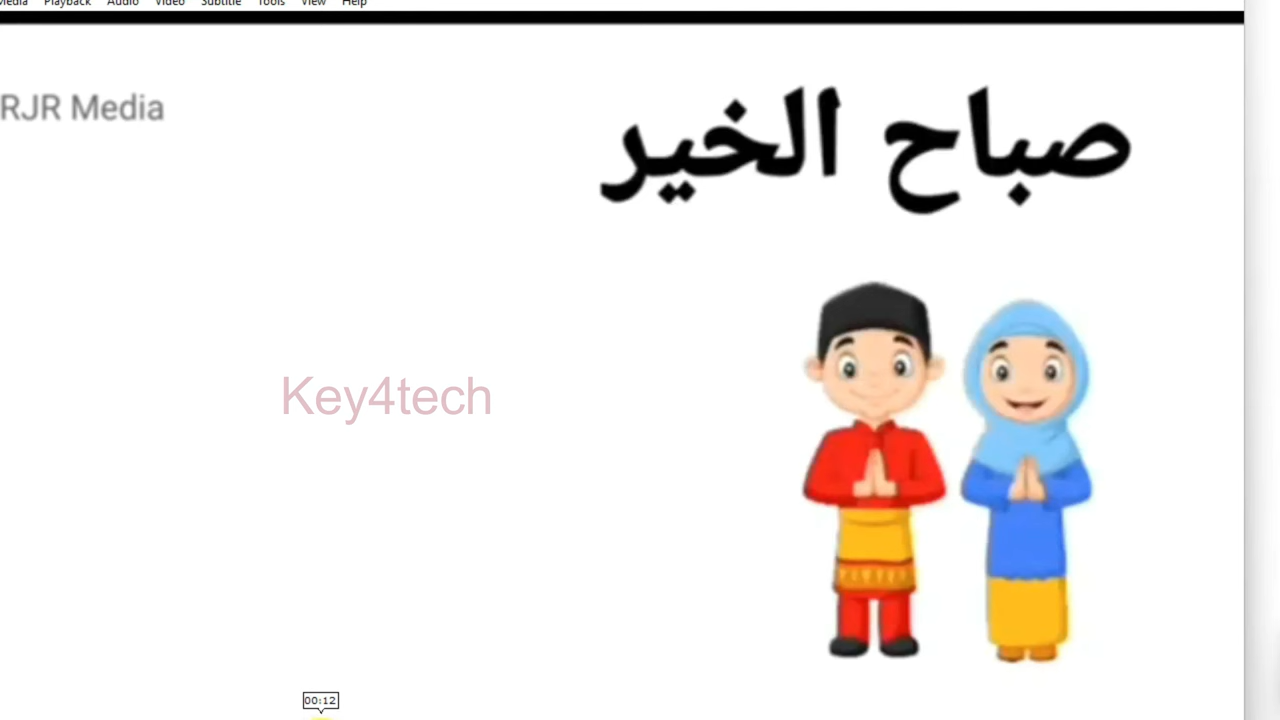 Media Playback Audio Video Subtitle Tools View Help
RJR Media
صباح الخير
Key4tech
00:12